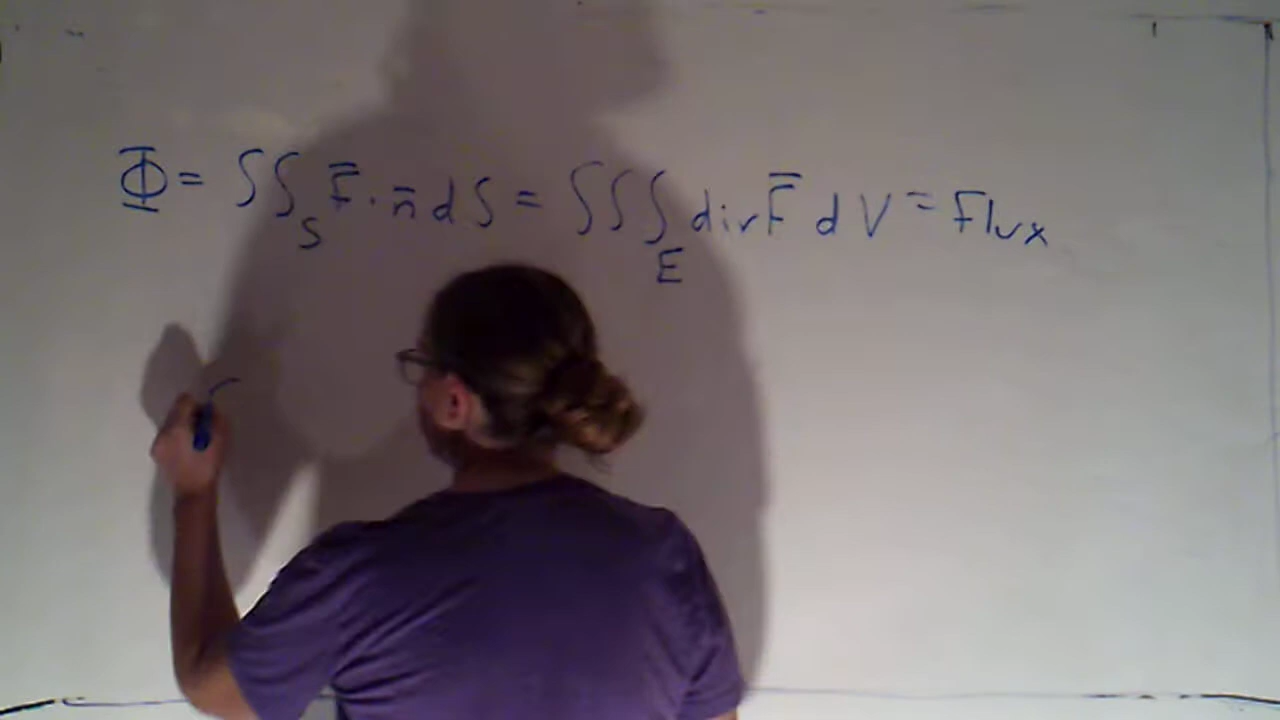 Φ = ∫∫_S F̄ · n̄ dS = ∫∫∫_E div F̄ dV = Flux